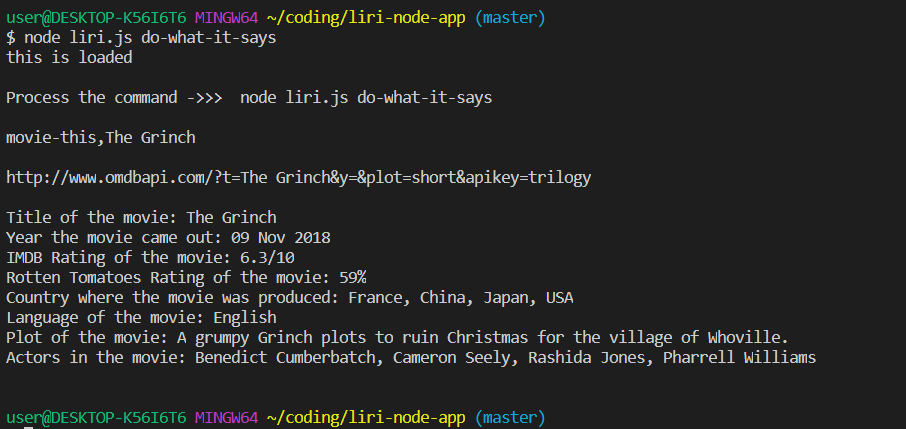 user@DESKTOP-K56I6T6 MINGW64 ~/coding/liri-node-app (master)
$ node liri.js do-what-it-says
this is loaded
Process the command ->>>  node liri.js do-what-it-says
movie-this,The Grinch
http://www.omdbapi.com/?t=The Grinch&y=&plot=short&apikey=trilogy
Title of the movie: The Grinch
Year the movie came out: 09 Nov 2018
IMDB Rating of the movie: 6.3/10
Rotten Tomatoes Rating of the movie: 59%
Country where the movie was produced: France, China, Japan, USA
Language of the movie: English
Plot of the movie: A grumpy Grinch plots to ruin Christmas for the village of Whoville.
Actors in the movie: Benedict Cumberbatch, Cameron Seely, Rashida Jones, Pharrell Williams
user@DESKTOP-K56I6T6 MINGW64 ~/coding/liri-node-app (master)